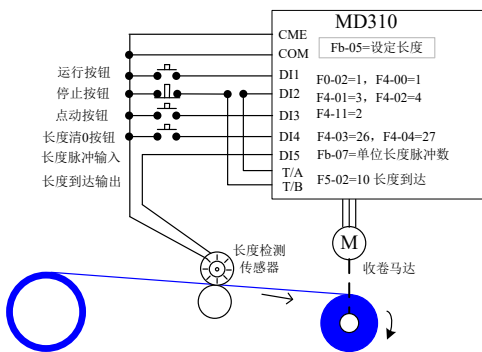 MD310
CME
COM
Fb-05=设定长度
运行按钮
DI1
F0-02=1，F4-00=1
停止按钮
DI2
F4-01=3，F4-02=4
点动按钮
DI3
F4-11=2
长度清0按钮
DI4
F4-03=26，F4-04=27
长度脉冲输入
DI5
Fb-07=单位长度脉冲数
长度到达输出
T/A
T/B
F5-02=10 长度到达
M
长度检测
传感器
收卷马达